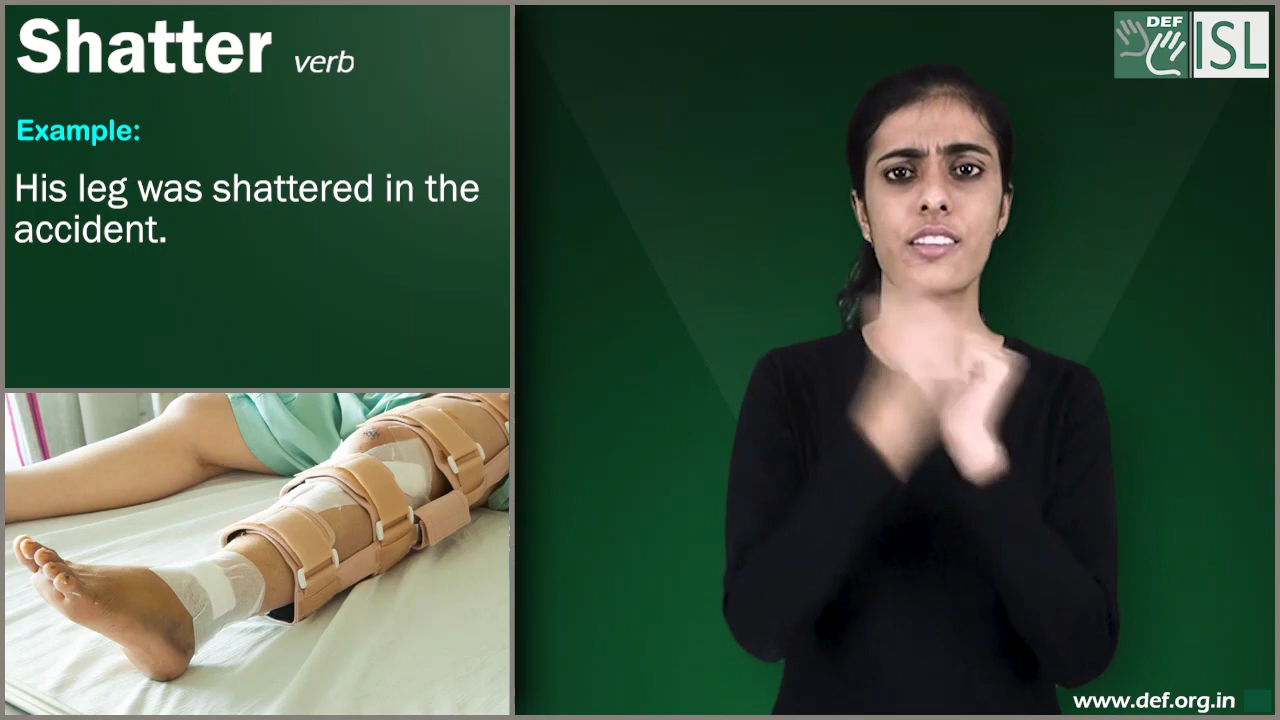 Shatter verb
Example:
His leg was shattered in the
accident.
DEF
ISL
www.def.org.in